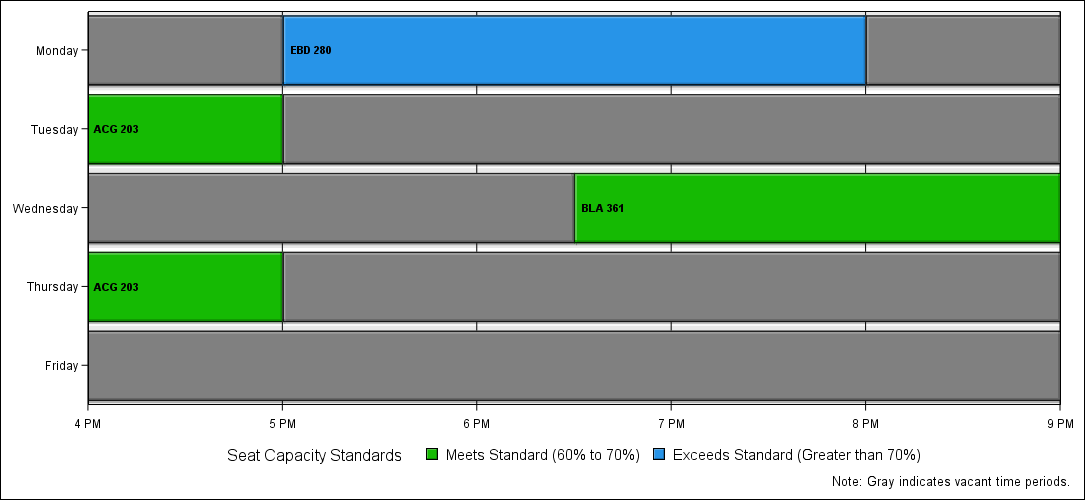 Monday
EBD 280
Tuesday
ACG 203
Wednesday
BLA 361
Thursday
ACG 203
Friday
4 PM 5 PM 6 PM 7 PM 8 PM 9 PM
Seat Capacity Standards Meets Standard (60% to 70%) Exceeds Standard (Greater than 70%)
Note: Gray indicates vacant time periods.